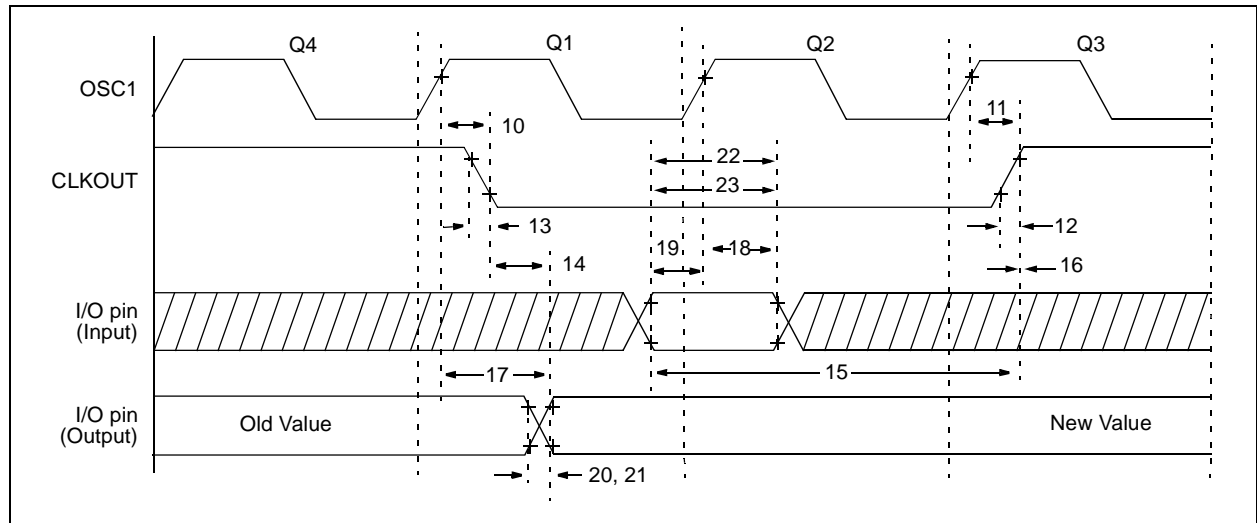 Q4 Q1 Q2 Q3
OSC1
11
10
22
CLKOUT
23
13
12
19 18
14
16
I/O pin
(Input)
17
15
I/O pin
(Output)
Old Value
New Value
20, 21